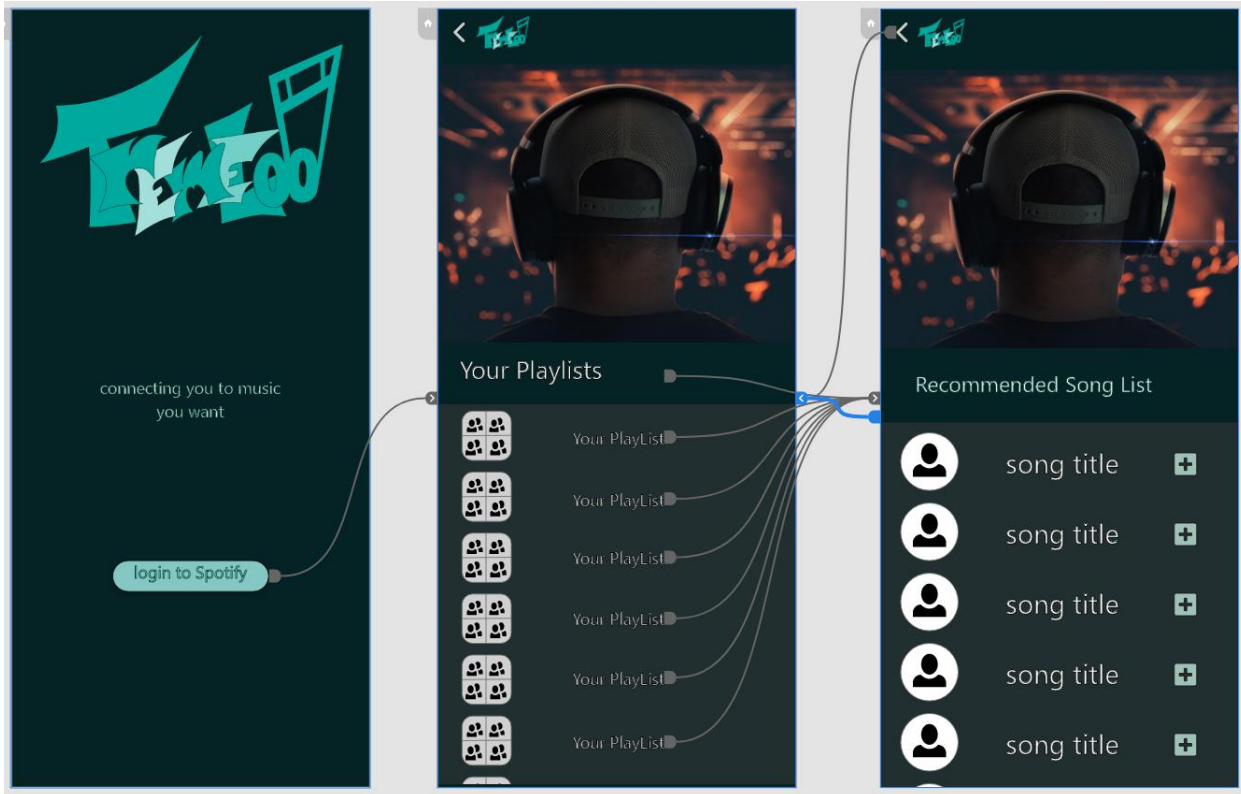 connecting you to music
you want
login to Spotify
Your Playlists
Your PlayList
Your PlayList
Your PlayList
Your PlayList
Your PlayList
Your PlayList
Recommended Song List
song title
song title
song title
song title
song title